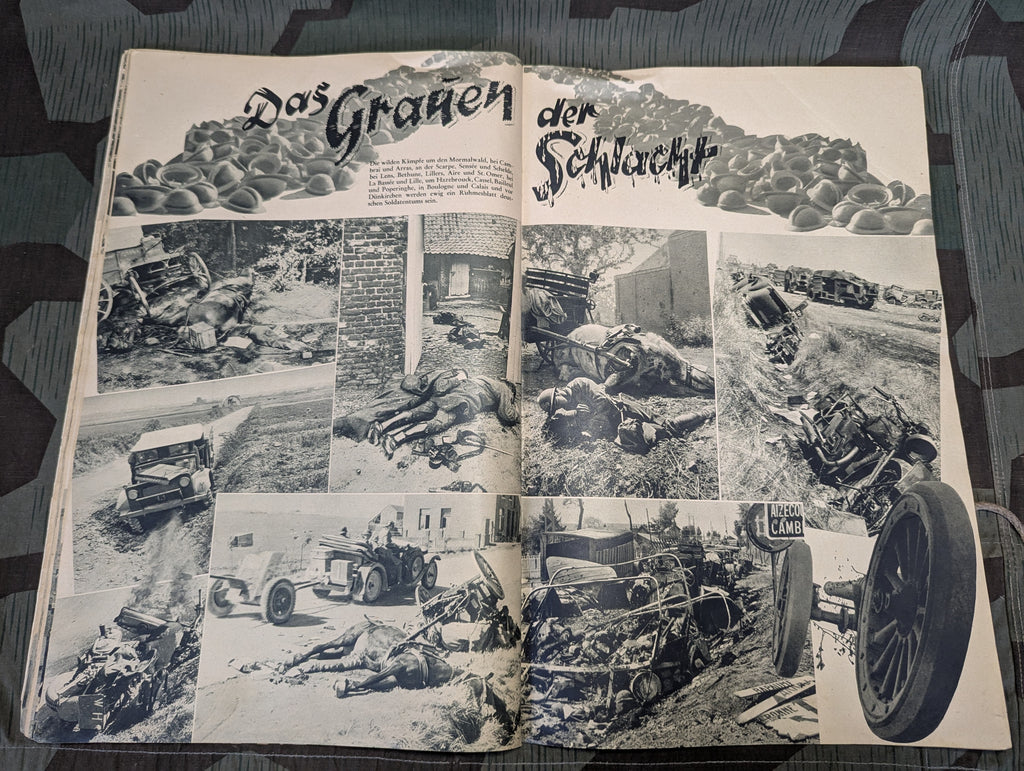 Das Grauen der Schlacht
Die wilden Kämpfe um den Mormalwald, bei Cam-
brai und Arras, an der Scarpe, Sensée und Schelde,
bei Lens, Bethune, Lillers, Aire und St. Omer, bei
La Bassée und Lille, um Hazebrouck, Cassel, Bailleul
und Poperinghe, in Boulogne und Calais und vor
Dünkirchen werden ewig ein Ruhmesblatt deut-
schen Soldatentums sein.
AIZECO
CAMB
WH